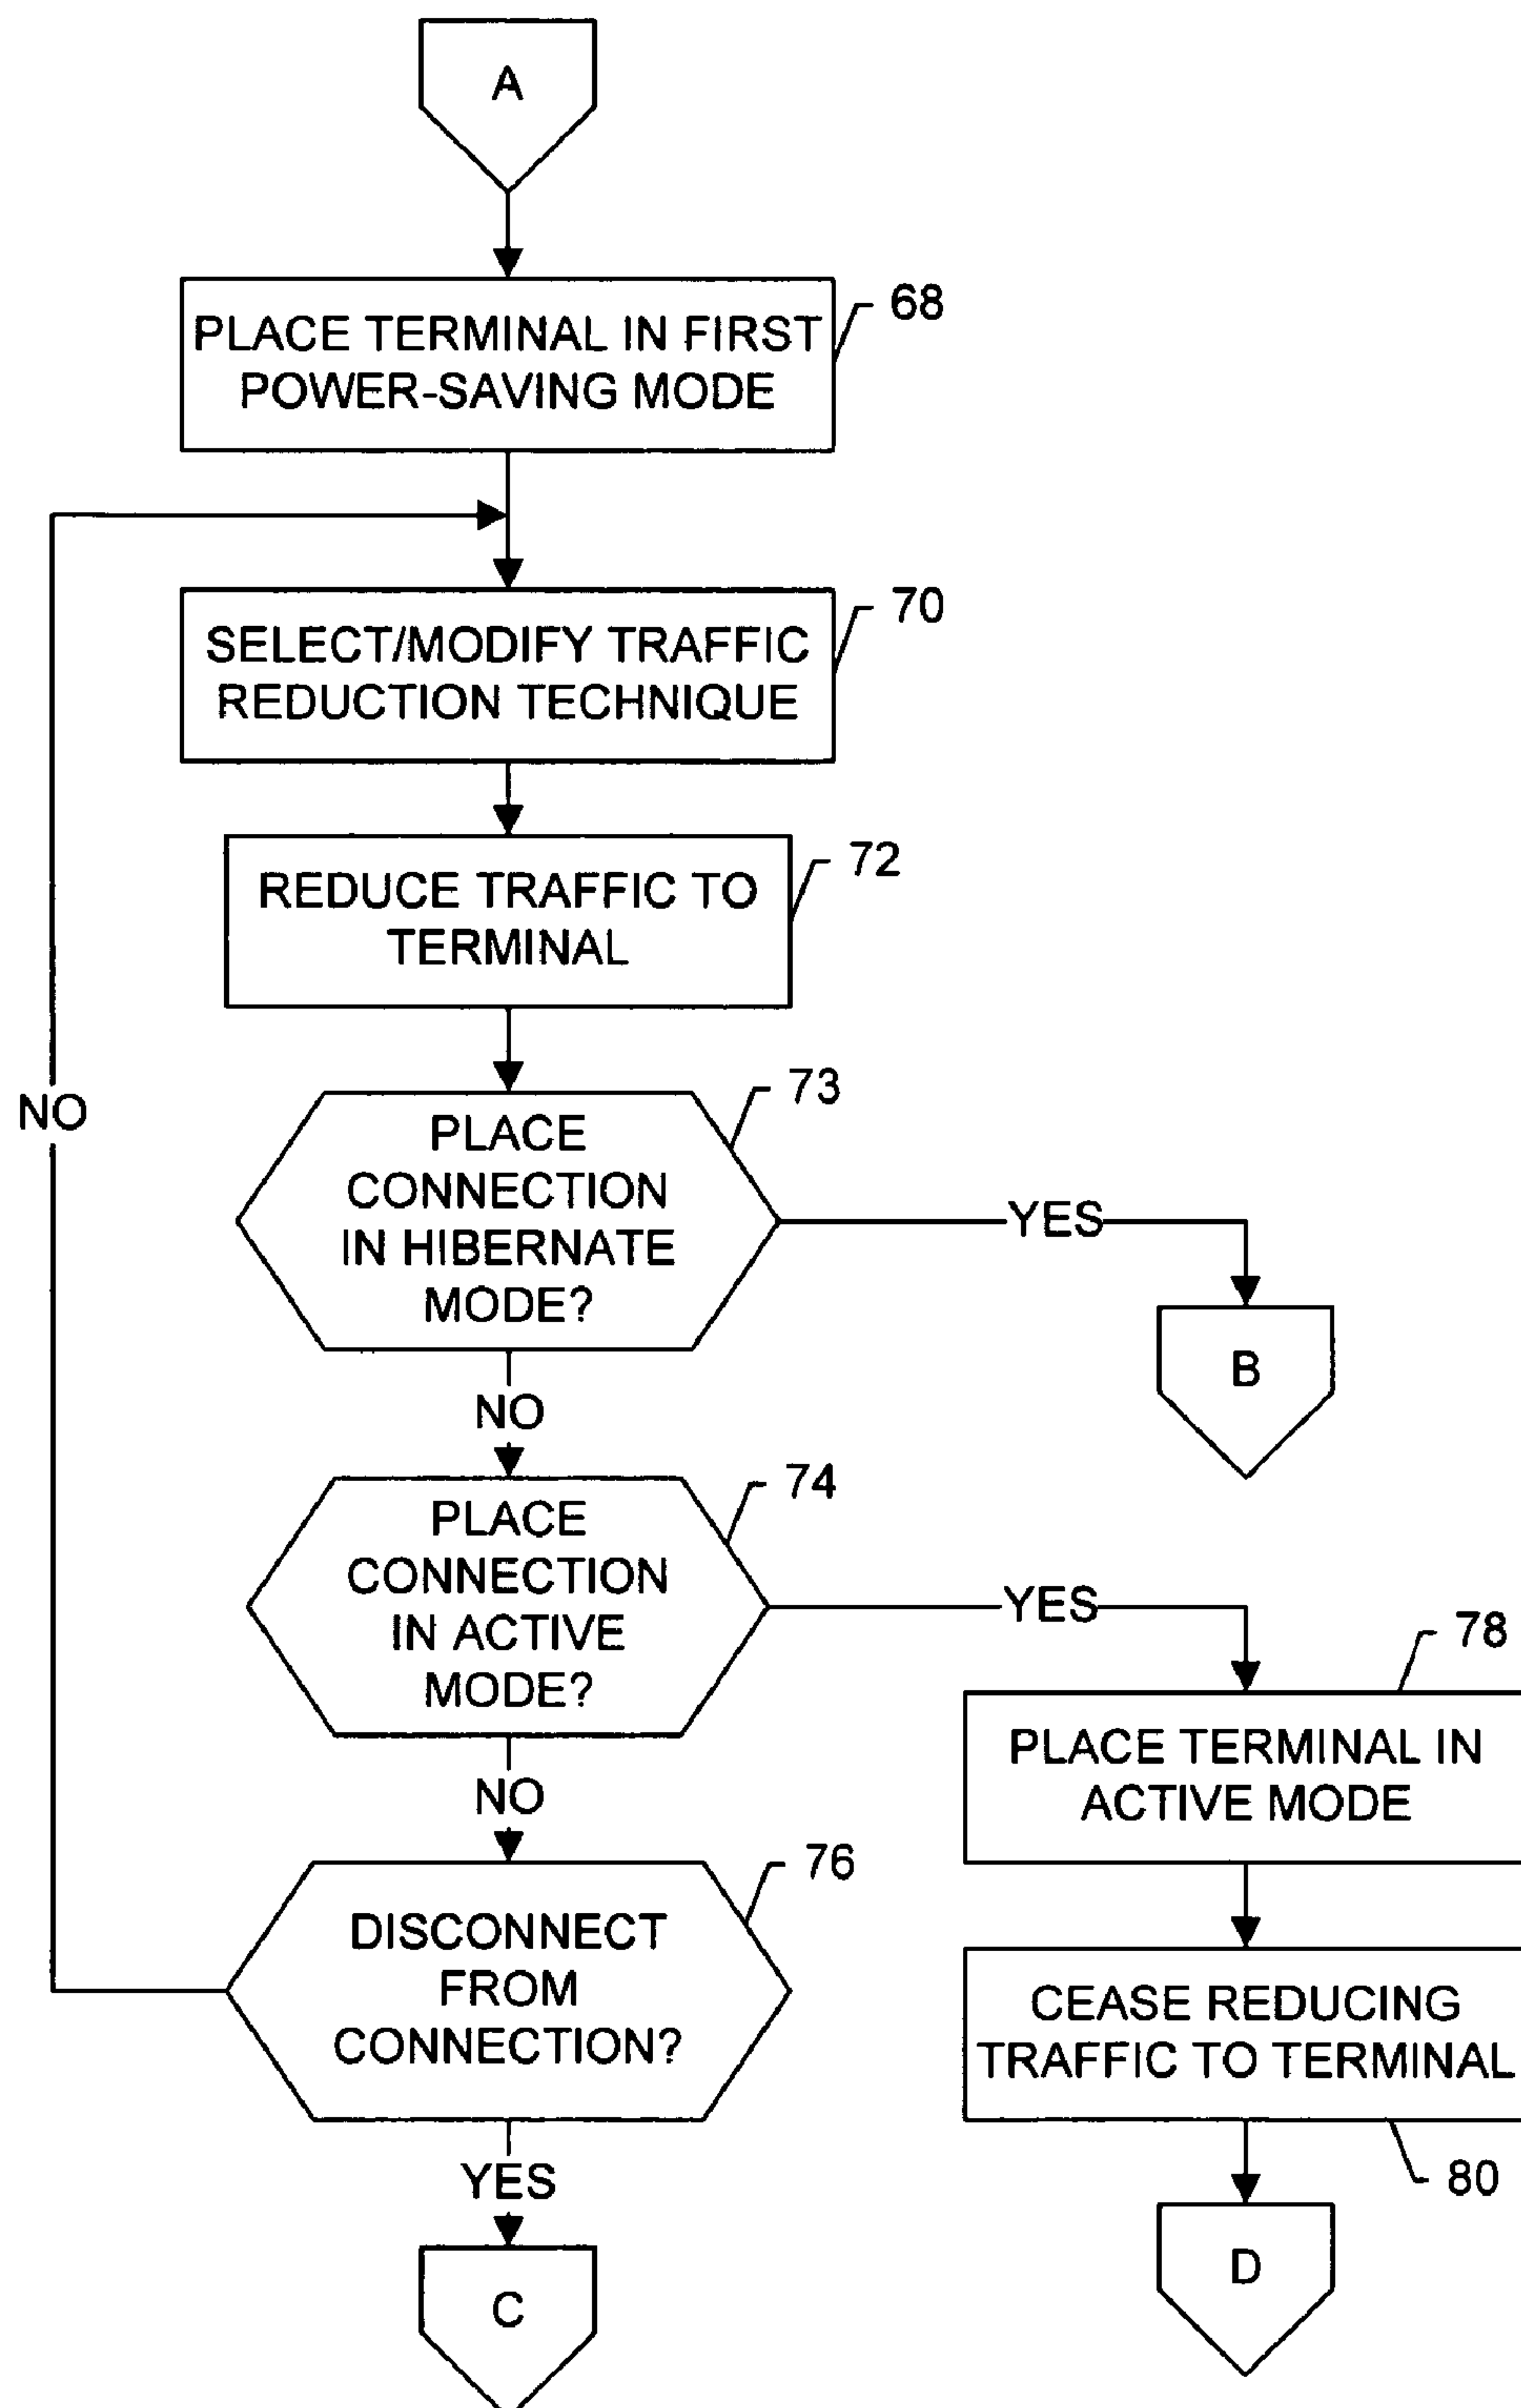 A
PLACE TERMINAL IN FIRST
POWER-SAVING MODE
68
SELECT/MODIFY TRAFFIC
REDUCTION TECHNIQUE
70
REDUCE TRAFFIC TO
TERMINAL
72
NO
PLACE
CONNECTION
IN HIBERNATE
MODE?
73
YES
B
NO
PLACE
CONNECTION
IN ACTIVE
MODE?
74
YES
78
PLACE TERMINAL IN
ACTIVE MODE
NO
DISCONNECT
FROM
CONNECTION?
76
CEASE REDUCING
TRAFFIC TO TERMINAL
80
YES
C
D